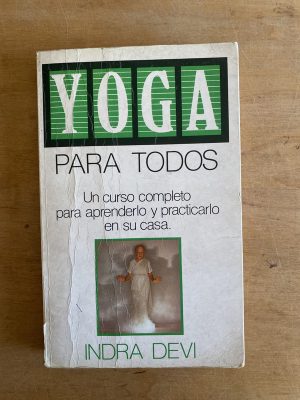 YOGA
PARA TODOS
Un curso completo
para aprenderlo y practicarlo
en su casa.
INDRA DEVI